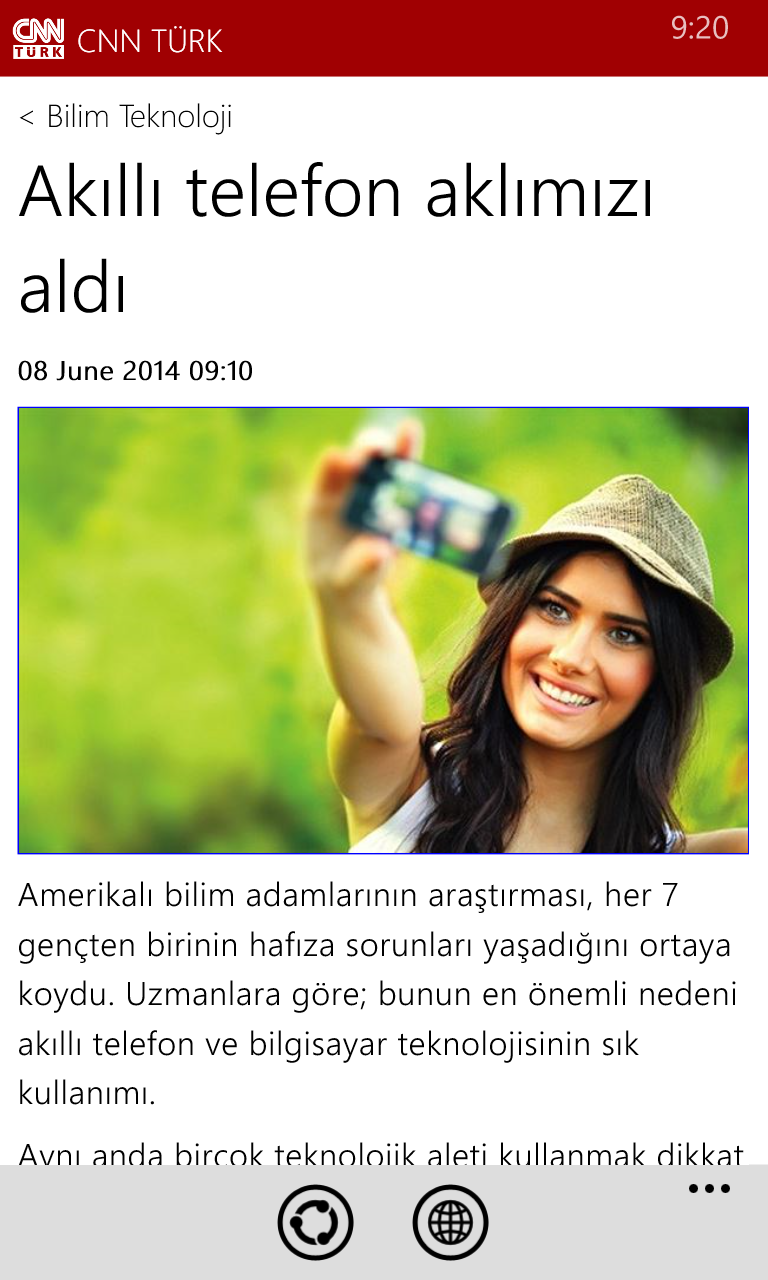 CNN
TÜRK
CNN TÜRK
9:20
< Bilim Teknoloji
Akıllı telefon aklımızı
aldı
08 June 2014 09:10
Amerikalı bilim adamlarının araştırması, her 7
gençten birinin hafıza sorunları yaşadığını ortaya
koydu. Uzmanlara göre; bunun en önemli nedeni
akıllı telefon ve bilgisayar teknolojisinin sık
kullanımı.
Aynı anda birçok teknolojik aleti kullanmak dikkat